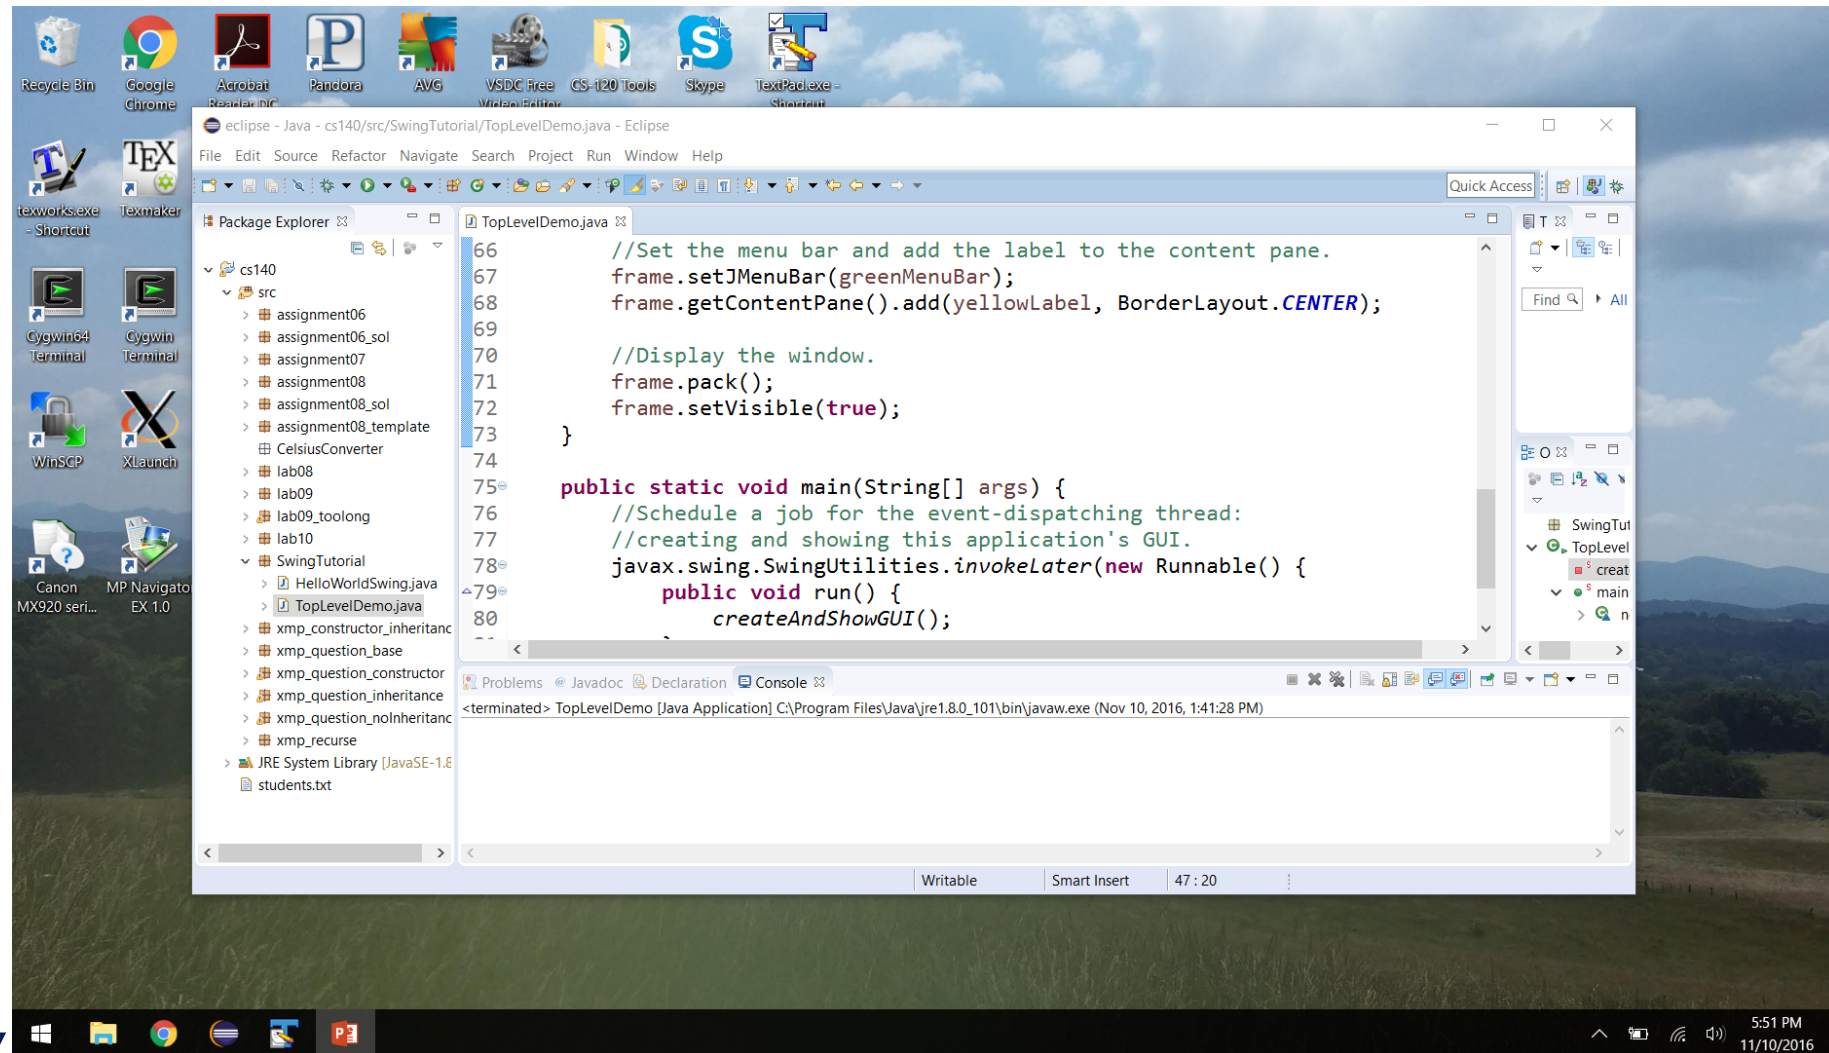 Recycle Bin
Google Chrome
Acrobat Reader DC
Pandora
AVG
VSDC Free Video Editor
CS-120 Tools
Skype
TextPad.exe - Shortcut
texworks.exe - Shortcut
Texmaker
Cygwin64 Terminal
Cygwin Terminal
WinSCP
XLaunch
Canon MX920 seri...
MP Navigator EX 1.0
eclipse - Java - cs140/src/SwingTutorial/TopLevelDemo.java - Eclipse
File Edit Source Refactor Navigate Search Project Run Window Help
Quick Access
Package Explorer
cs140
src
assignment06
assignment06_sol
assignment07
assignment08
assignment08_sol
assignment08_template
CelsiusConverter
lab08
lab09
lab09_toolong
lab10
SwingTutorial
HelloWorldSwing.java
TopLevelDemo.java
xmp_constructor_inheritanc
xmp_question_base
xmp_question_constructor
xmp_question_inheritance
xmp_question_noInheritanc
xmp_recurse
JRE System Library [JavaSE-1.8
students.txt
TopLevelDemo.java
66 //Set the menu bar and add the label to the content pane.
67 frame.setJMenuBar(greenMenuBar);
68 frame.getContentPane().add(yellowLabel, BorderLayout.CENTER);
69
70 //Display the window.
71 frame.pack();
72 frame.setVisible(true);
73 }
74
75 public static void main(String[] args) {
76 //Schedule a job for the event-dispatching thread:
77 //creating and showing this application's GUI.
78 javax.swing.SwingUtilities.invokeLater(new Runnable() {
79 public void run() {
80 createAndShowGUI();
T
Find
All
O
SwingTut
TopLevel
creat
main
n
Problems @ Javadoc Declaration Console
<terminated> TopLevelDemo [Java Application] C:\Program Files\Java\jre1.8.0_101\bin\javaw.exe (Nov 10, 2016, 1:41:28 PM)
Writable Smart Insert 47 : 20
5:51 PM
11/10/2016